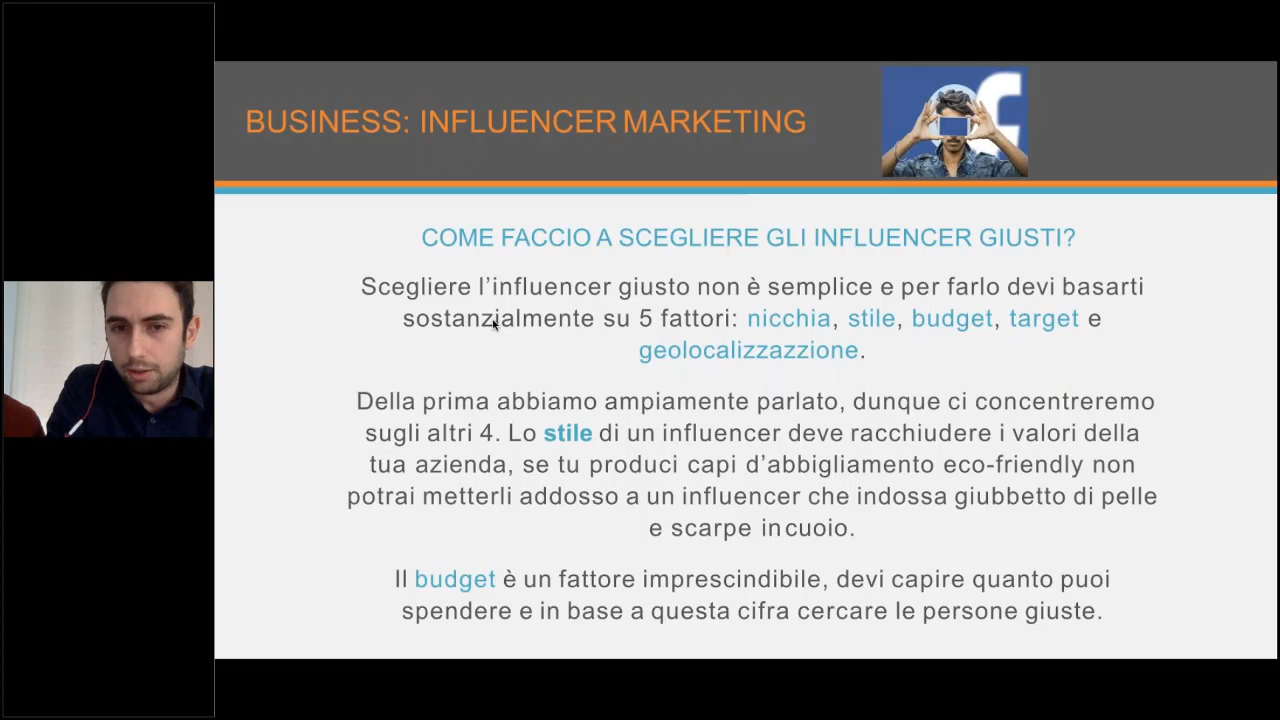 BUSINESS: INFLUENCER MARKETING
COME FACCIO A SCEGLIERE GLI INFLUENCER GIUSTI?
Scegliere l’influencer giusto non è semplice e per farlo devi basarti
sostanzialmente su 5 fattori: nicchia, stile, budget, target e
geolocalizzazzione.
Della prima abbiamo ampiamente parlato, dunque ci concentreremo
sugli altri 4. Lo stile di un influencer deve racchiudere i valori della
tua azienda, se tu produci capi d’abbigliamento eco-friendly non
potrai metterli addosso a un influencer che indossa giubbetto di pelle
e scarpe in cuoio.
Il budget è un fattore imprescindibile, devi capire quanto puoi
spendere e in base a questa cifra cercare le persone giuste.